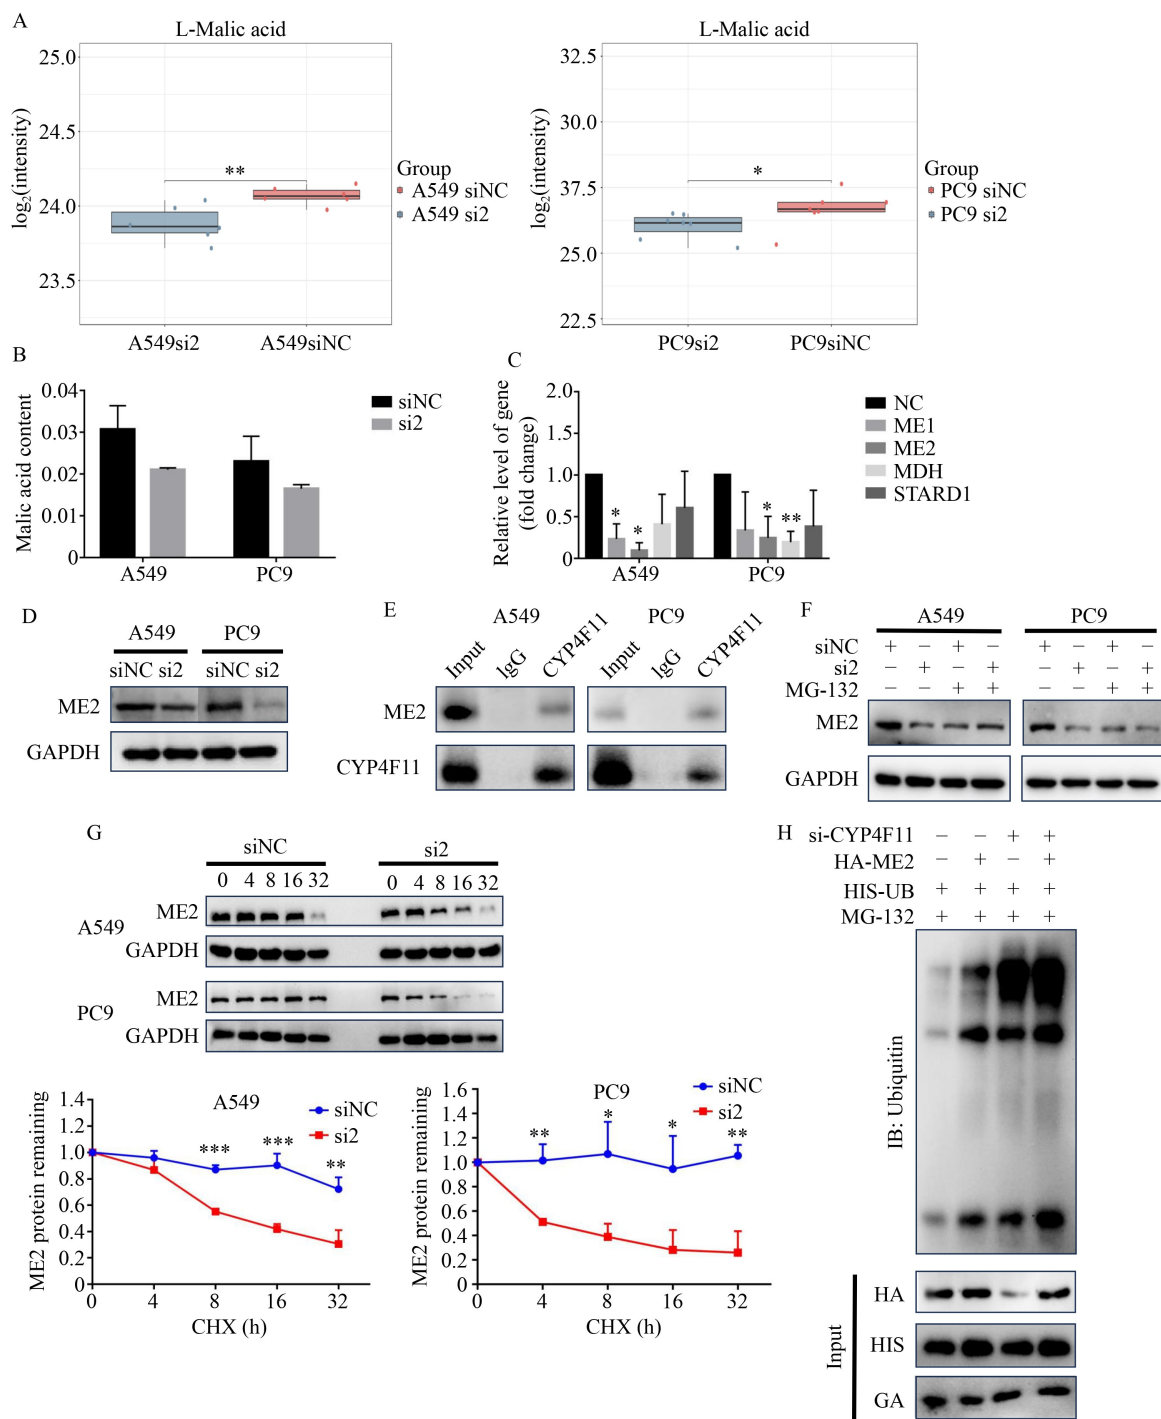 A
L-Malic acid
25.0
24.5
24.0
23.5
log2(intensity)
**
A549si2
A549siNC
Group
A549 siNC
A549 si2
L-Malic acid
32.5
30.0
37.5
25.0
22.5
log2(intensity)
*
PC9si2
PC9siNC
Group
PC9 siNC
PC9 si2
B
0.04
0.03
0.02
0.01
0
Malic acid content
A549
PC9
siNC
si2
C
2.0
1.5
1.0
0.5
0
Relative level of gene
(fold change)
* * * **
A549
PC9
NC
ME1
ME2
MDH
STARD1
D
A549 PC9
siNC si2 siNC si2
ME2
GAPDH
E
A549 PC9
Input IgG CYP4F11 Input IgG CYP4F11
ME2
CYP4F11
F
A549 PC9
siNC + − + − + − + −
si2 − + − + − + − +
MG-132 − − + + − − + +
ME2
GAPDH
G
siNC si2
0 4 8 16 32 0 4 8 16 32
A549
ME2
GAPDH
PC9
ME2
GAPDH
A549
siNC
si2
1.4
1.2
1.0
0.8
0.6
0.4
0.2
0
ME2 protein remaining
*** *** **
0 4 8 16 32
CHX (h)
PC9
siNC
si2
1.6
1.4
1.2
1.0
0.8
0.6
0.4
0.2
0
ME2 protein remaining
** * * **
0 4 8 16 32
CHX (h)
H
si-CYP4F11 − − + +
HA-ME2 − + − +
HIS-UB + + + +
MG-132 + + + +
IB: Ubiquitin
Input
HA
HIS
GA